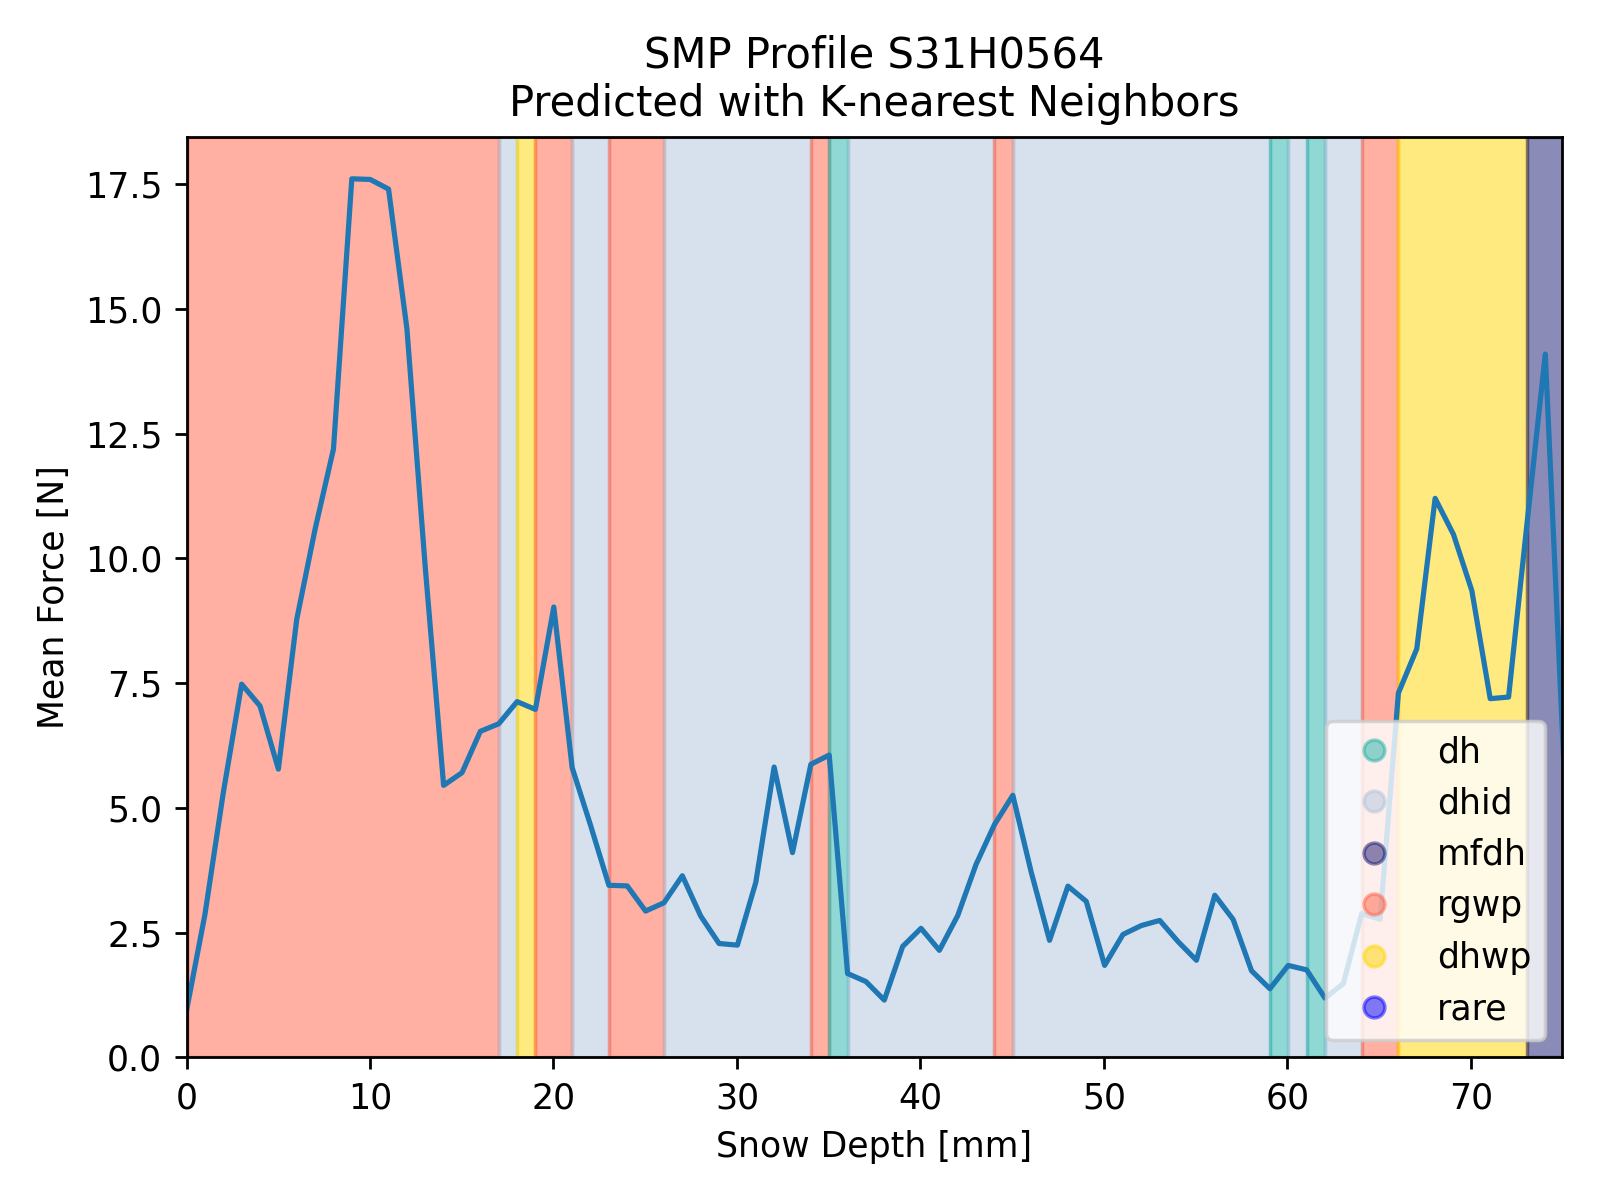 SMP Profile S31H0564
Predicted with K-nearest Neighbors
Mean Force [N]
17.5
15.0
12.5
10.0
7.5
5.0
2.5
0.0
0 10 20 30 40 50 60 70
Snow Depth [mm]
dh
dhid
mfdh
rgwp
dhwp
rare